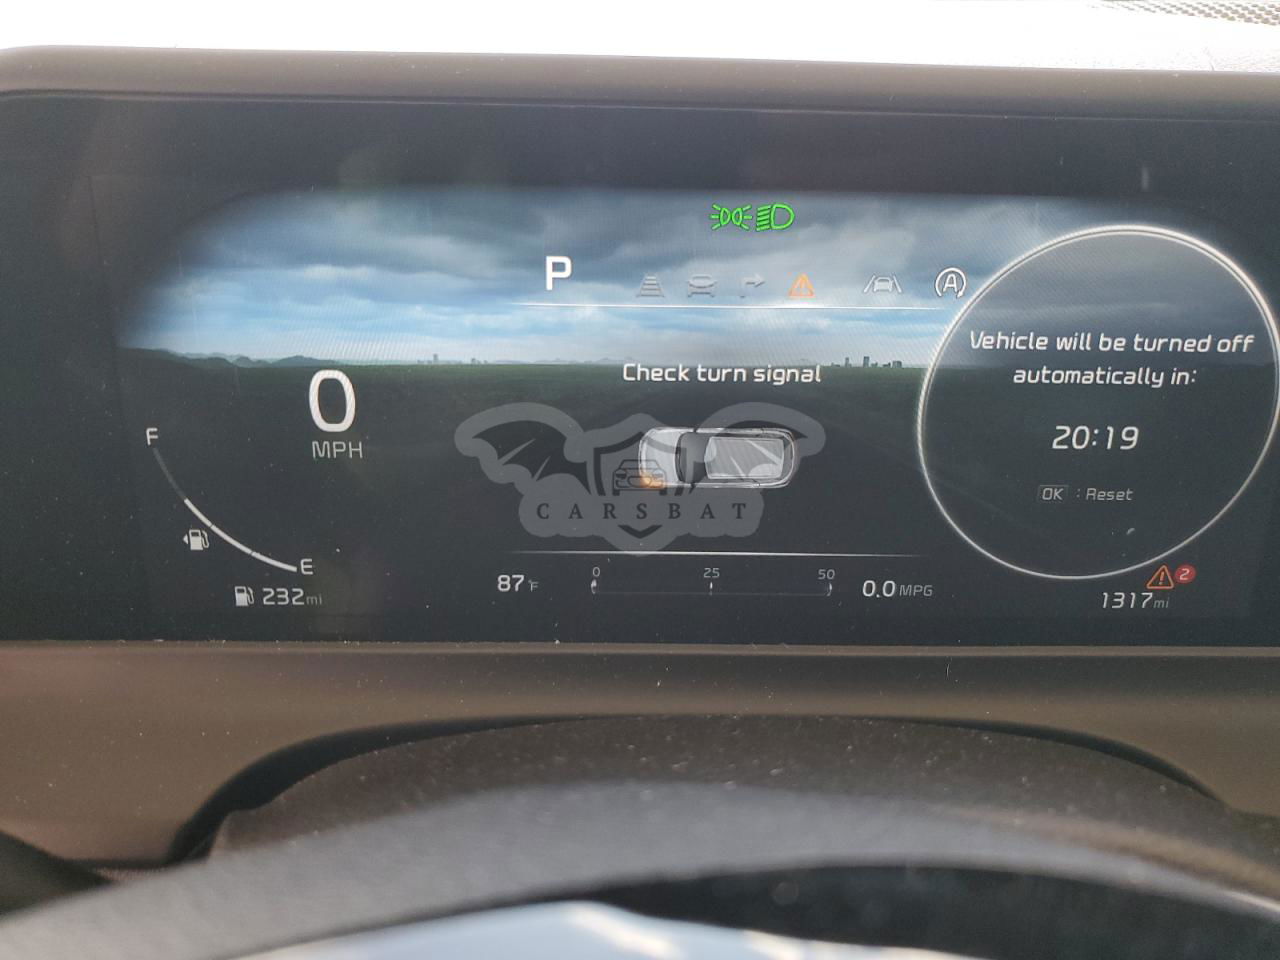 P
A
Vehicle will be turned off
automatically in:
20:19
OK : Reset
Check turn signal
0
MPH
F
E
232mi
CARSBAT
87°F
0 25 50
0.0 MPG
2
1317mi